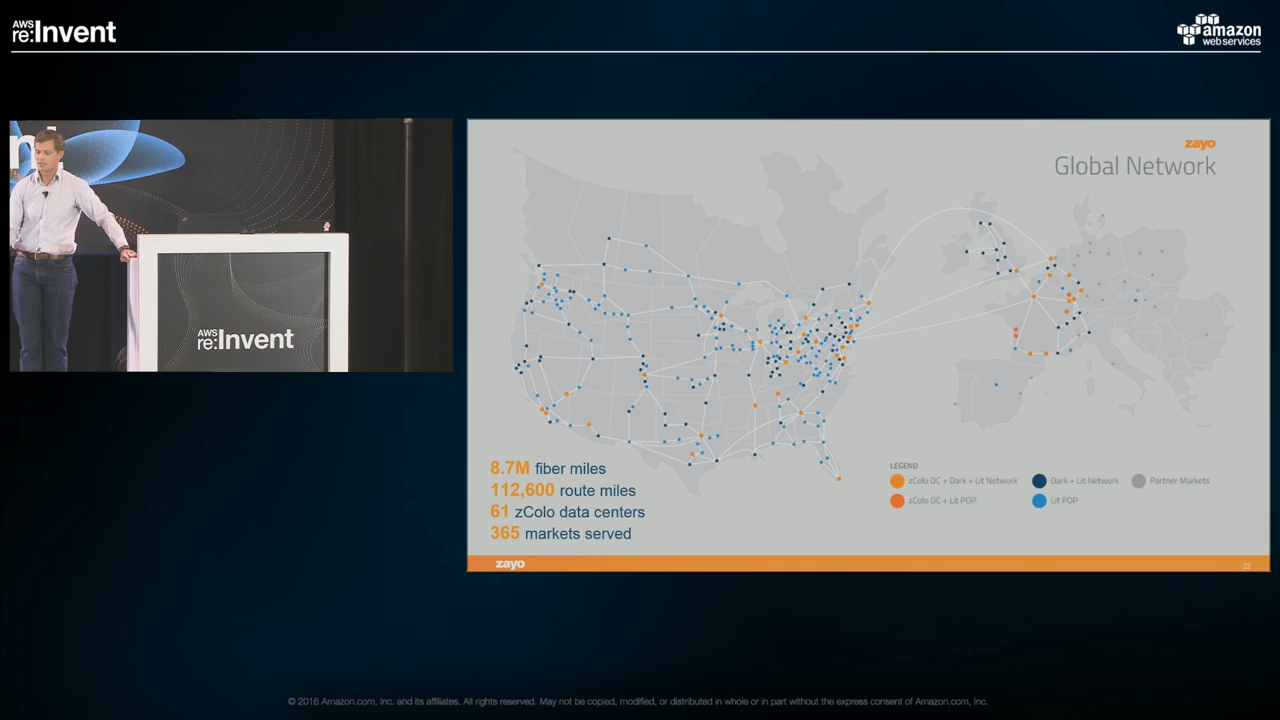 AWS
re:Invent
amazon
web services
AWS
re:Invent
zayo
Global Network
8.7M fiber miles
112,600 route miles
61 zColo data centers
365 markets served
LEGEND
zColo DC + Dark + Lit Network
Dark + Lit Network
Partner Markets
zColo DC + Lit POP
Lit POP
zayo
22
© 2016 Amazon.com, Inc. and its affiliates. All rights reserved. May not be copied, modified, or distributed in whole or in part without the express consent of Amazon.com, Inc.